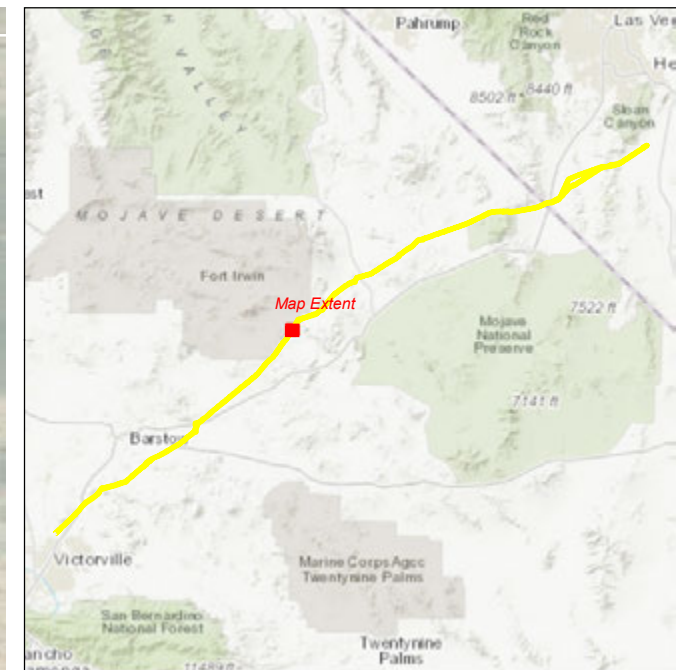 Pahrump
Red
Rock
Canyon
Las Ve
He
8502 ft
8440 ft
Sloan
Canyon
H VALLEY
st
MOJAVE DESERT
Fort Irwin
Map Extent
7522 ft
Mojave
National
Preserve
7141 ft
Barstow
Victorville
Marine Corps Agcc
Twentynine Palms
San Bernardino
National Forest
Twentynine
Palms
ancho
11489 ft